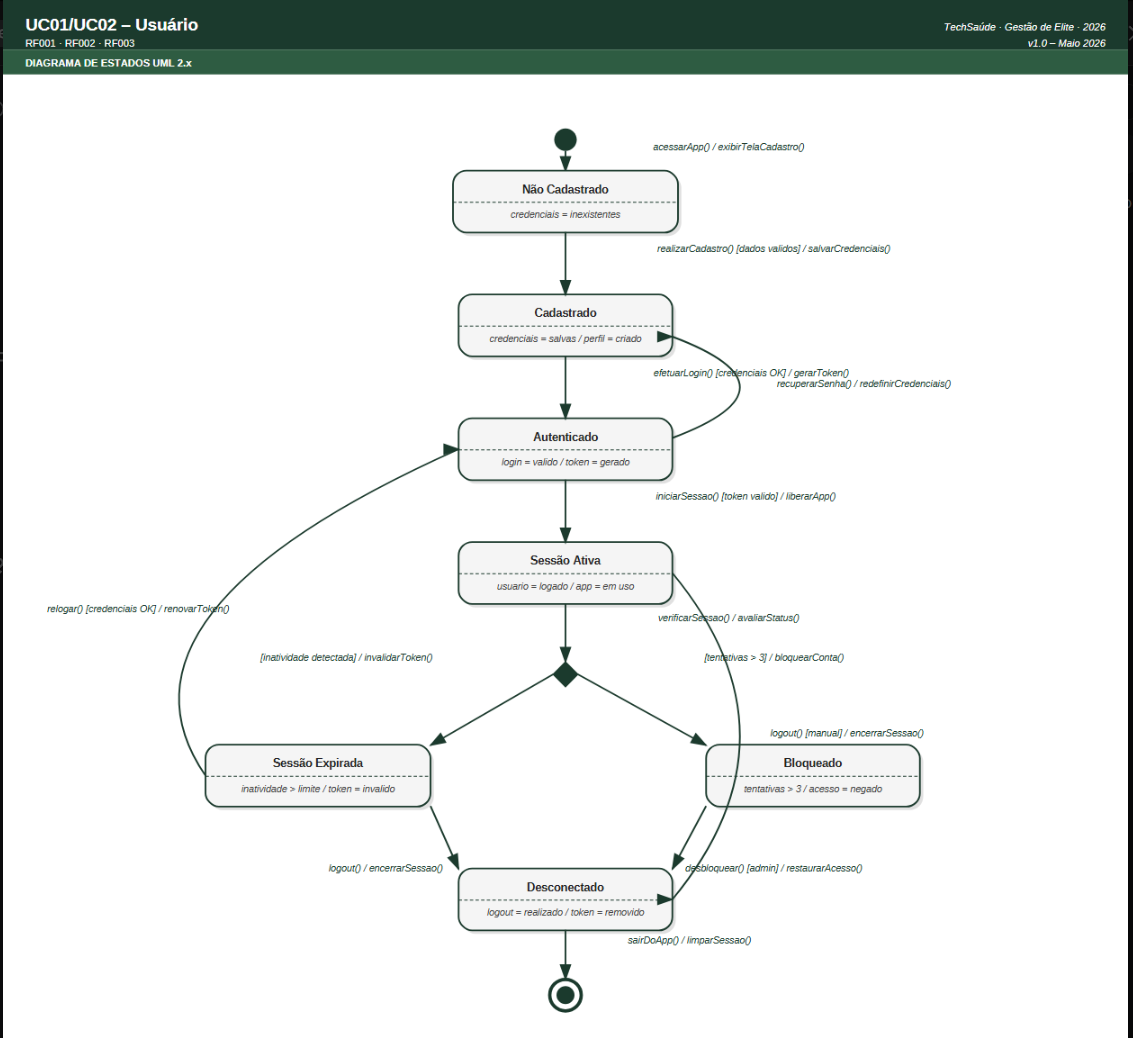 UC01/UC02 – Usuário
TechSaúde · Gestão de Elite · 2026
RF001 · RF002 · RF003
v1.0 – Maio 2026
DIAGRAMA DE ESTADOS UML 2.x
acessarApp() / exibirTelaCadastro()
Não Cadastrado
credenciais = inexistentes
realizarCadastro() [dados validos] / salvarCredenciais()
Cadastrado
credenciais = salvas / perfil = criado
efetuarLogin() [credenciais OK] / gerarToken()
recuperarSenha() / redefinirCredenciais()
Autenticado
login = valido / token = gerado
iniciarSessao() [token valido] / liberarApp()
Sessão Ativa
usuario = logado / app = em uso
relogar() [credenciais OK] / renovarToken()
verificarSessao() / avaliarStatus()
[inatividade detectada] / invalidarToken()
[tentativas > 3] / bloquearConta()
logout() [manual] / encerrarSessao()
Sessão Expirada
inatividade > limite / token = invalido
Bloqueado
tentativas > 3 / acesso = negado
logout() / encerrarSessao()
desbloquear() [admin] / restaurarAcesso()
Desconectado
logout = realizado / token = removido
sairDoApp() / limparSessao()